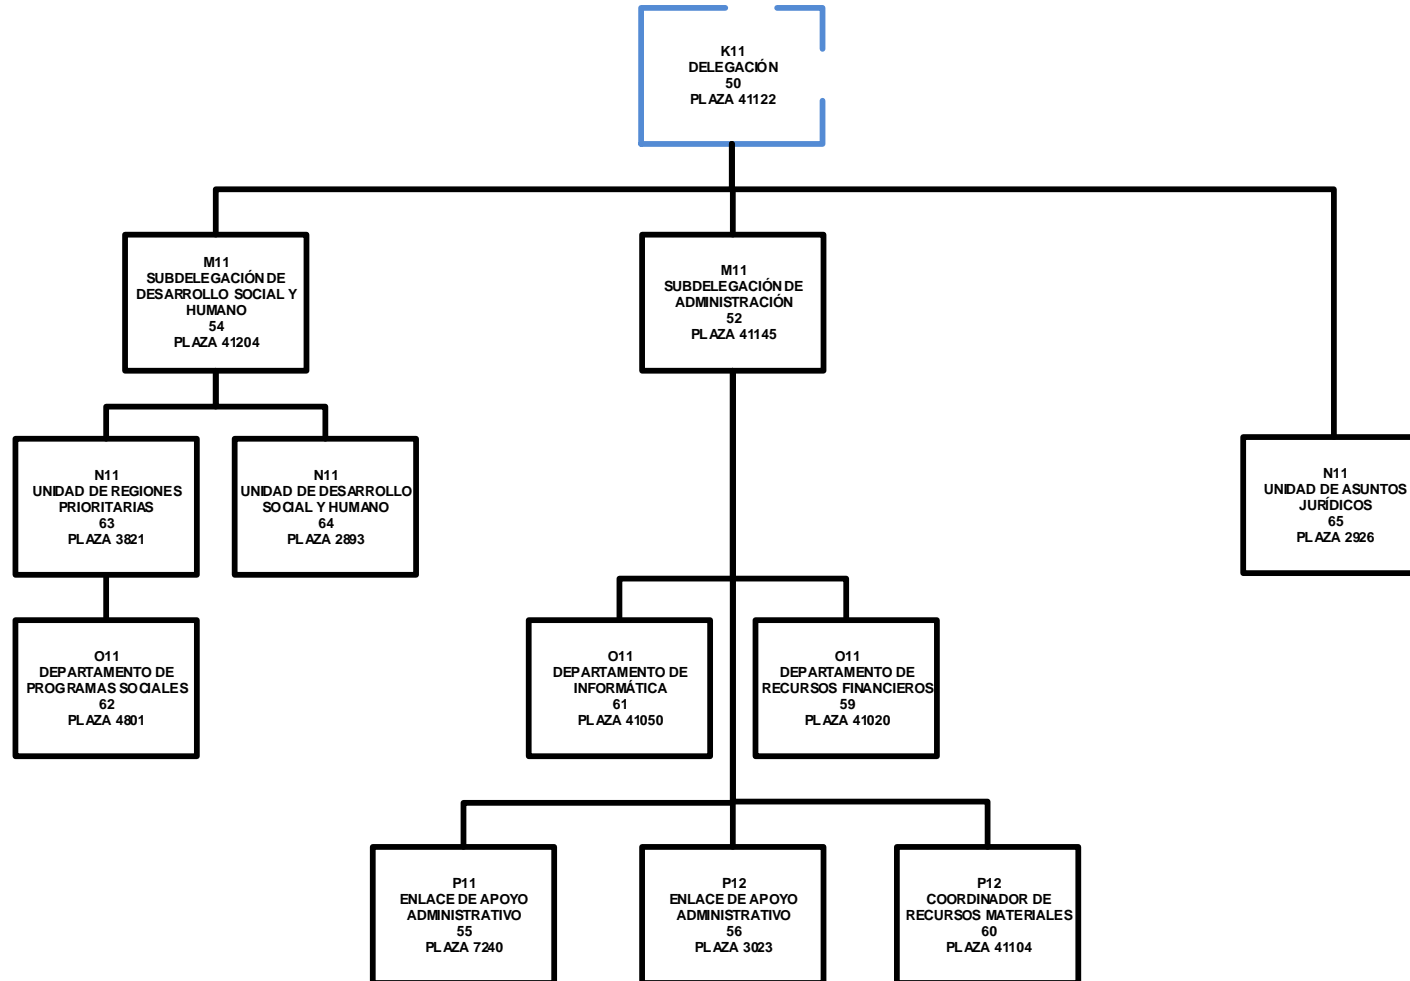 K11
DELEGACIÓN
50
PLAZA 41122
M11
SUBDELEGACIÓN DE
DESARROLLO SOCIAL Y
HUMANO
54
PLAZA 41204
M11
SUBDELEGACIÓN DE
ADMINISTRACIÓN
52
PLAZA 41145
N11
UNIDAD DE REGIONES
PRIORITARIAS
63
PLAZA 3821
N11
UNIDAD DE DESARROLLO
SOCIAL Y HUMANO
64
PLAZA 2893
N11
UNIDAD DE ASUNTOS
JURÍDICOS
65
PLAZA 2926
O11
DEPARTAMENTO DE
PROGRAMAS SOCIALES
62
PLAZA 4801
O11
DEPARTAMENTO DE
INFORMÁTICA
61
PLAZA 41050
O11
DEPARTAMENTO DE
RECURSOS FINANCIEROS
59
PLAZA 41020
P11
ENLACE DE APOYO
ADMINISTRATIVO
55
PLAZA 7240
P12
ENLACE DE APOYO
ADMINISTRATIVO
56
PLAZA 3023
P12
COORDINADOR DE
RECURSOS MATERIALES
60
PLAZA 41104